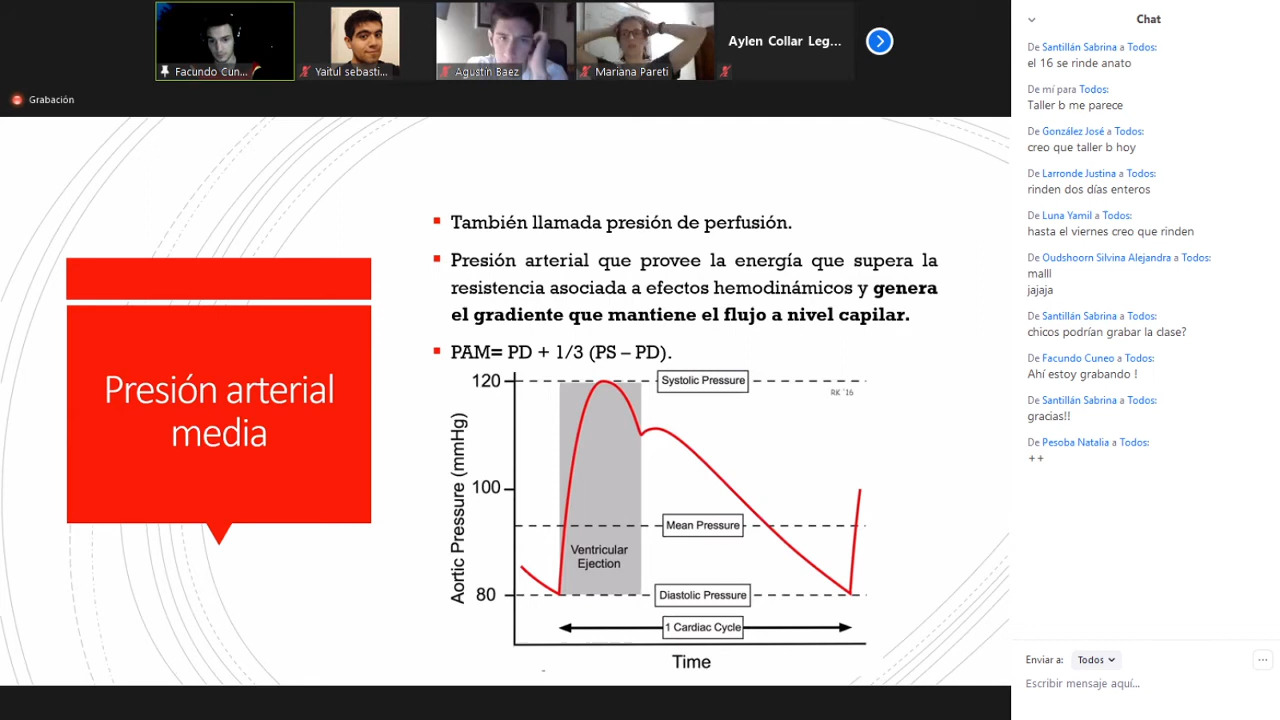 Facundo Cun...
Yaitul sebasti...
Agustin Baez
Mariana Pareti
Aylen Collar Leg...
Grabación
Presión arterial
media
También llamada presión de perfusión.
Presión arterial que provee la energía que supera la
resistencia asociada a efectos hemodinámicos y genera
el gradiente que mantiene el flujo a nivel capilar.
PAM= PD + 1/3 (PS – PD).
120
Systolic Pressure
RK '16
Aortic Pressure (mmHg)
100
Mean Pressure
Ventricular
Ejection
80
Diastolic Pressure
1 Cardiac Cycle
Time
Chat
De Santillán Sabrina a Todos:
el 16 se rinde anato
De mí para Todos:
Taller b me parece
De González José a Todos:
creo que taller b hoy
De Larronde Justina a Todos:
rinden dos días enteros
De Luna Yamil a Todos:
hasta el viernes creo que rinden
De Oudshoorn Silvina Alejandra a Todos:
malll
jajaja
De Santillán Sabrina a Todos:
chicos podrían grabar la clase?
De Facundo Cuneo a Todos:
Ahí estoy grabando !
De Santillán Sabrina a Todos:
gracias!!
De Pesoba Natalia a Todos:
++
Enviar a: Todos
Escribir mensaje aquí...